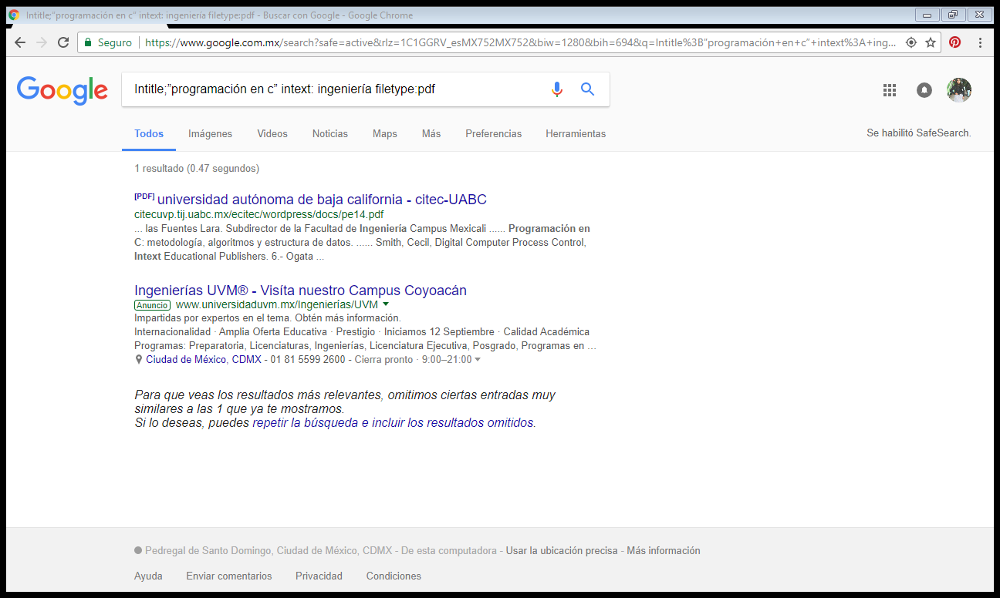 Intitle;"programación en c" intext: ingeniería filetype:pdf - Buscar con Google - Google Chrome
Seguro https://www.google.com.mx/search?safe=active&rlz=1C1GGRV_esMX752MX752&biw=1280&bih=694&q=Intitle%3B"programación+en+c"+intext%3A+ing...
Google
Intitle;”programación en c” intext: ingeniería filetype:pdf
Todos Imágenes Videos Noticias Maps Más Preferencias Herramientas
Se habilitó SafeSearch.
1 resultado (0.47 segundos)
[PDF] universidad autónoma de baja california - citec-UABC
citecuvp.tij.uabc.mx/ecitec/wordpress/docs/pe14.pdf
... las Fuentes Lara. Subdirector de la Facultad de Ingeniería Campus Mexicali ...... Programación en
C: metodología, algoritmos y estructura de datos. ...... Smith, Cecil, Digital Computer Process Control,
Intext Educational Publishers. 6.- Ogata ...
Ingenierías UVM® - Visíta nuestro Campus Coyoacán
Anuncio www.universidaduvm.mx/Ingenierías/UVM
Impartidas por expertos en el tema. Obtén más información.
Internacionalidad · Amplia Oferta Educativa · Prestigio · Iniciamos 12 Septiembre · Calidad Académica
Programas: Preparatoria, Licenciaturas, Ingenierías, Licenciatura Ejecutiva, Posgrado, Programas en ...
Ciudad de México, CDMX - 01 81 5599 2600 - Cierra pronto · 9:00–21:00
Para que veas los resultados más relevantes, omitimos ciertas entradas muy
similares a las 1 que ya te mostramos.
Si lo deseas, puedes repetir la búsqueda e incluir los resultados omitidos.
Pedregal de Santo Domingo, Ciudad de México, CDMX - De esta computadora - Usar la ubicación precisa - Más información
Ayuda Enviar comentarios Privacidad Condiciones